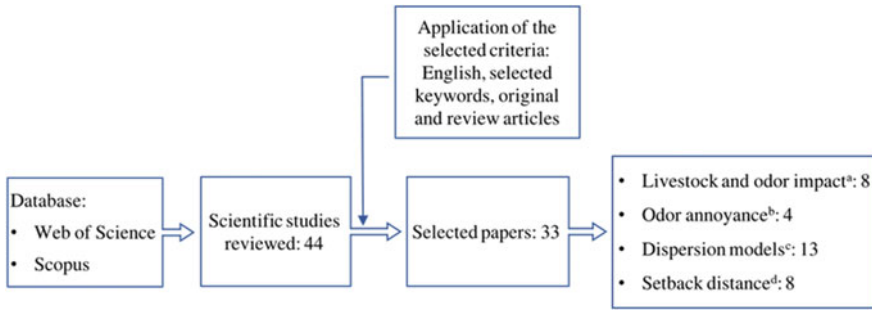 Application of the
selected criteria:
English, selected
keywords, original
and review articles
Database:
• Web of Science
• Scopus
Scientific studies
reviewed: 44
Selected papers: 33
• Livestock and odor impactᵃ: 8
• Odor annoyanceᵇ: 4
• Dispersion modelsᶜ: 13
• Setback distanceᵈ: 8